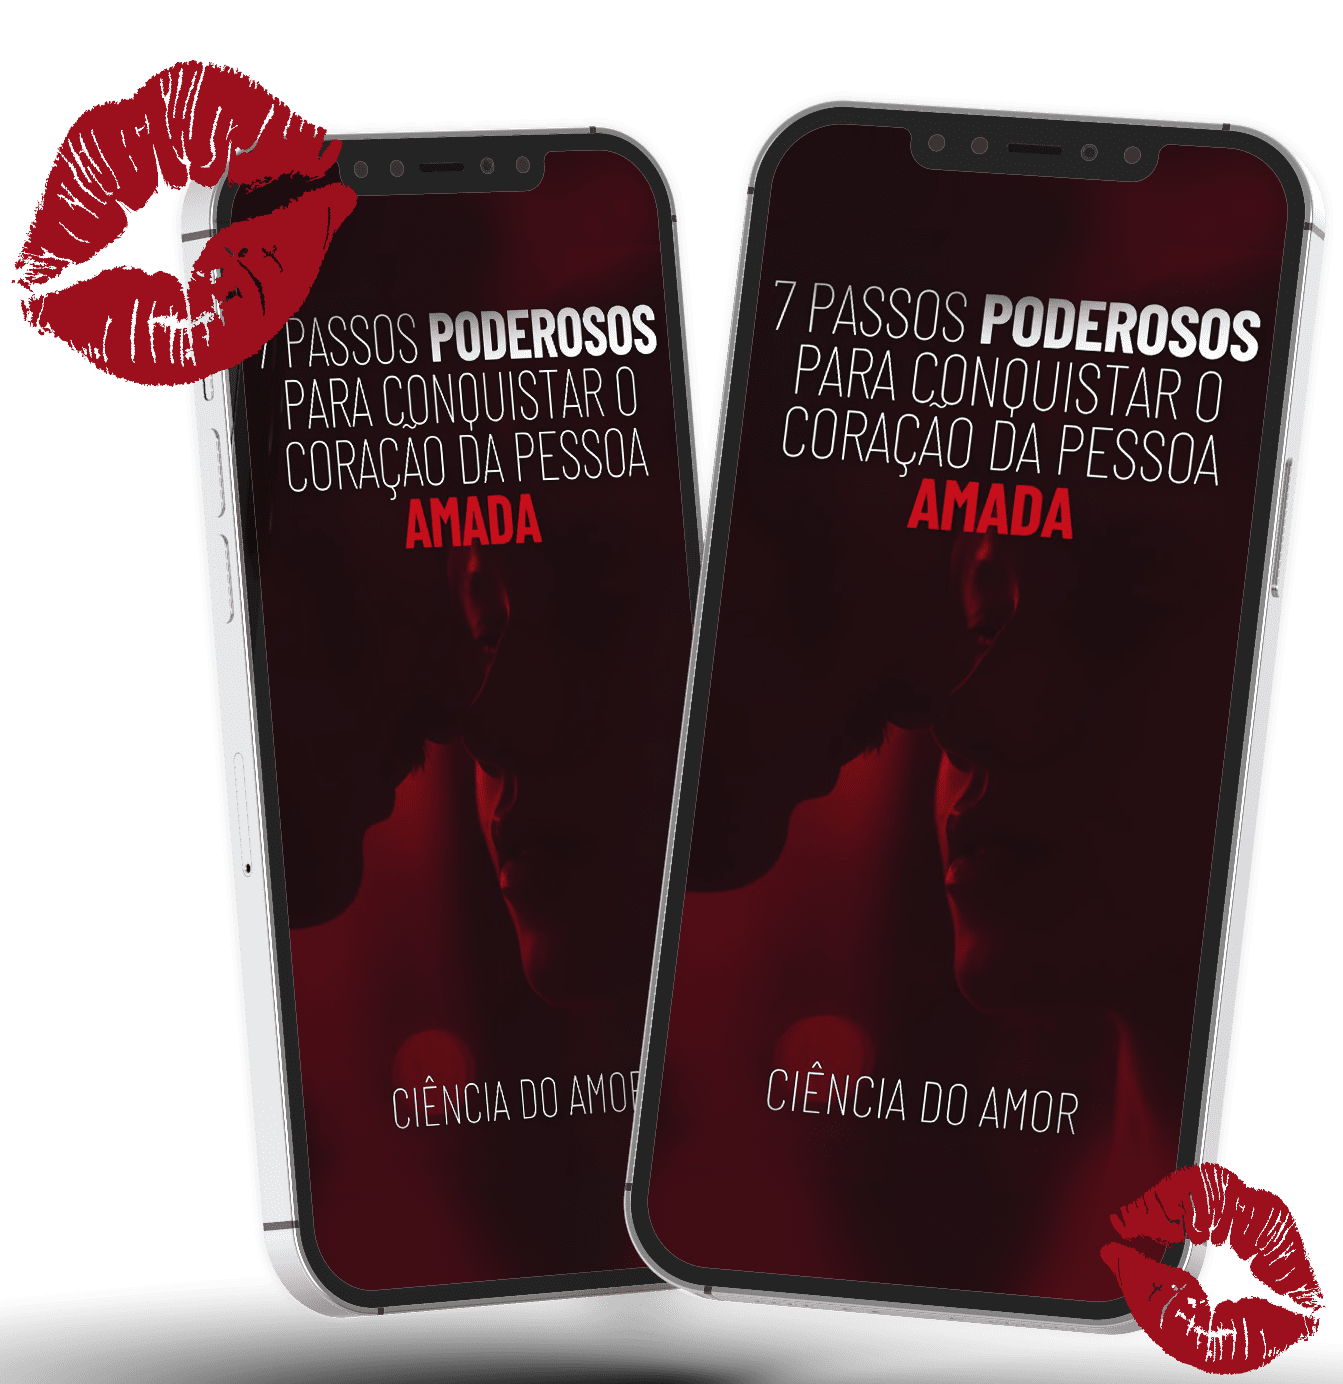 7 PASSOS PODEROSOS
PARA CONQUISTAR O
CORAÇÃO DA PESSOA
AMADA
CIÊNCIA DO AMOR
7 PASSOS PODEROSOS
PARA CONQUISTAR O
CORAÇÃO DA PESSOA
AMADA
CIÊNCIA DO AMOR